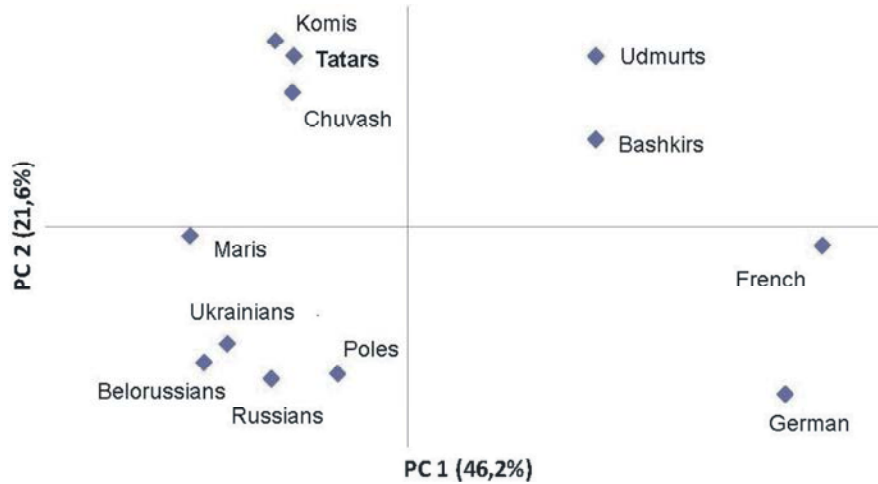 Komis
Tatars
Udmurts
Chuvash
Bashkirs
PC 2 (21,6%)
Maris
French
Ukrainians
Poles
Belorussians
Russians
German
PC 1 (46,2%)